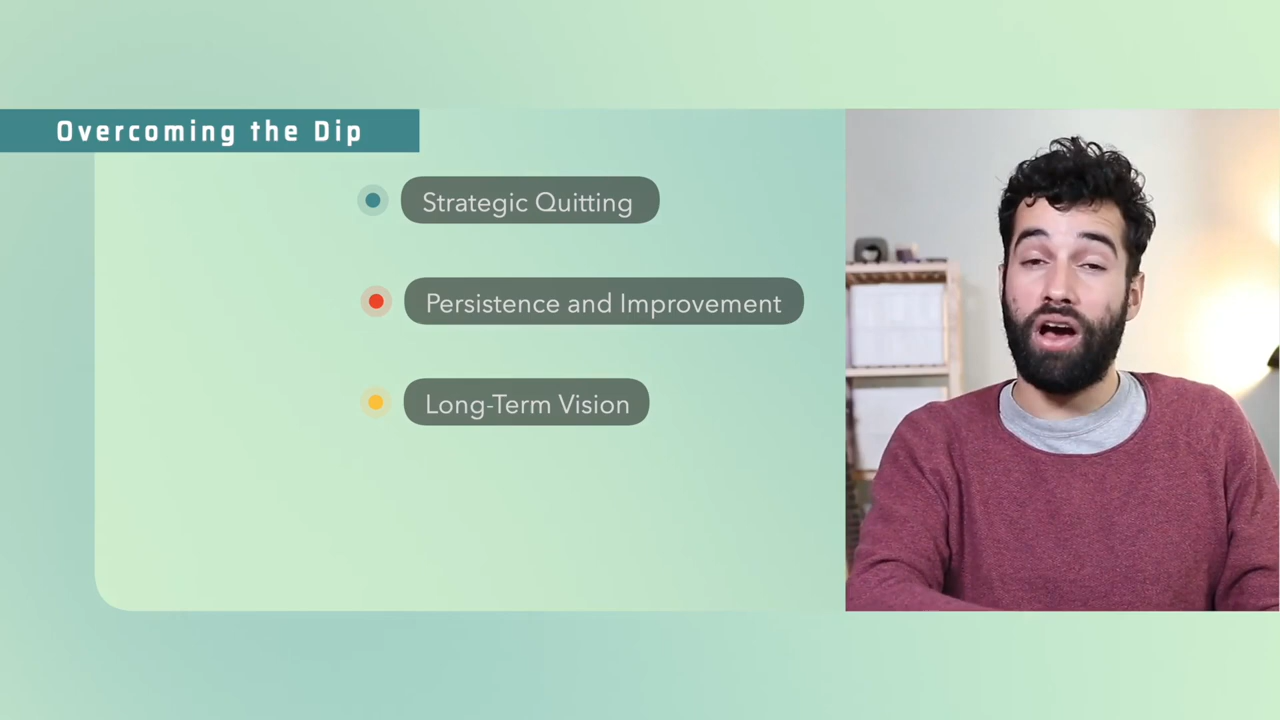 Overcoming the Dip
Strategic Quitting
Persistence and Improvement
Long-Term Vision